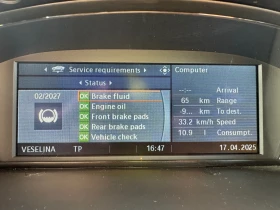 Service requirements
Computer
Status
02/2027
OK Brake fluid
OK Engine oil
OK Front brake pads
OK Rear brake pads
OK Vehicle check
--:-- Arrival
65 km Range
-9... km to dest.
33.2 km/h Speed
10.9 l Consumpt.
VESELINA TP 16:47 17.04.2025